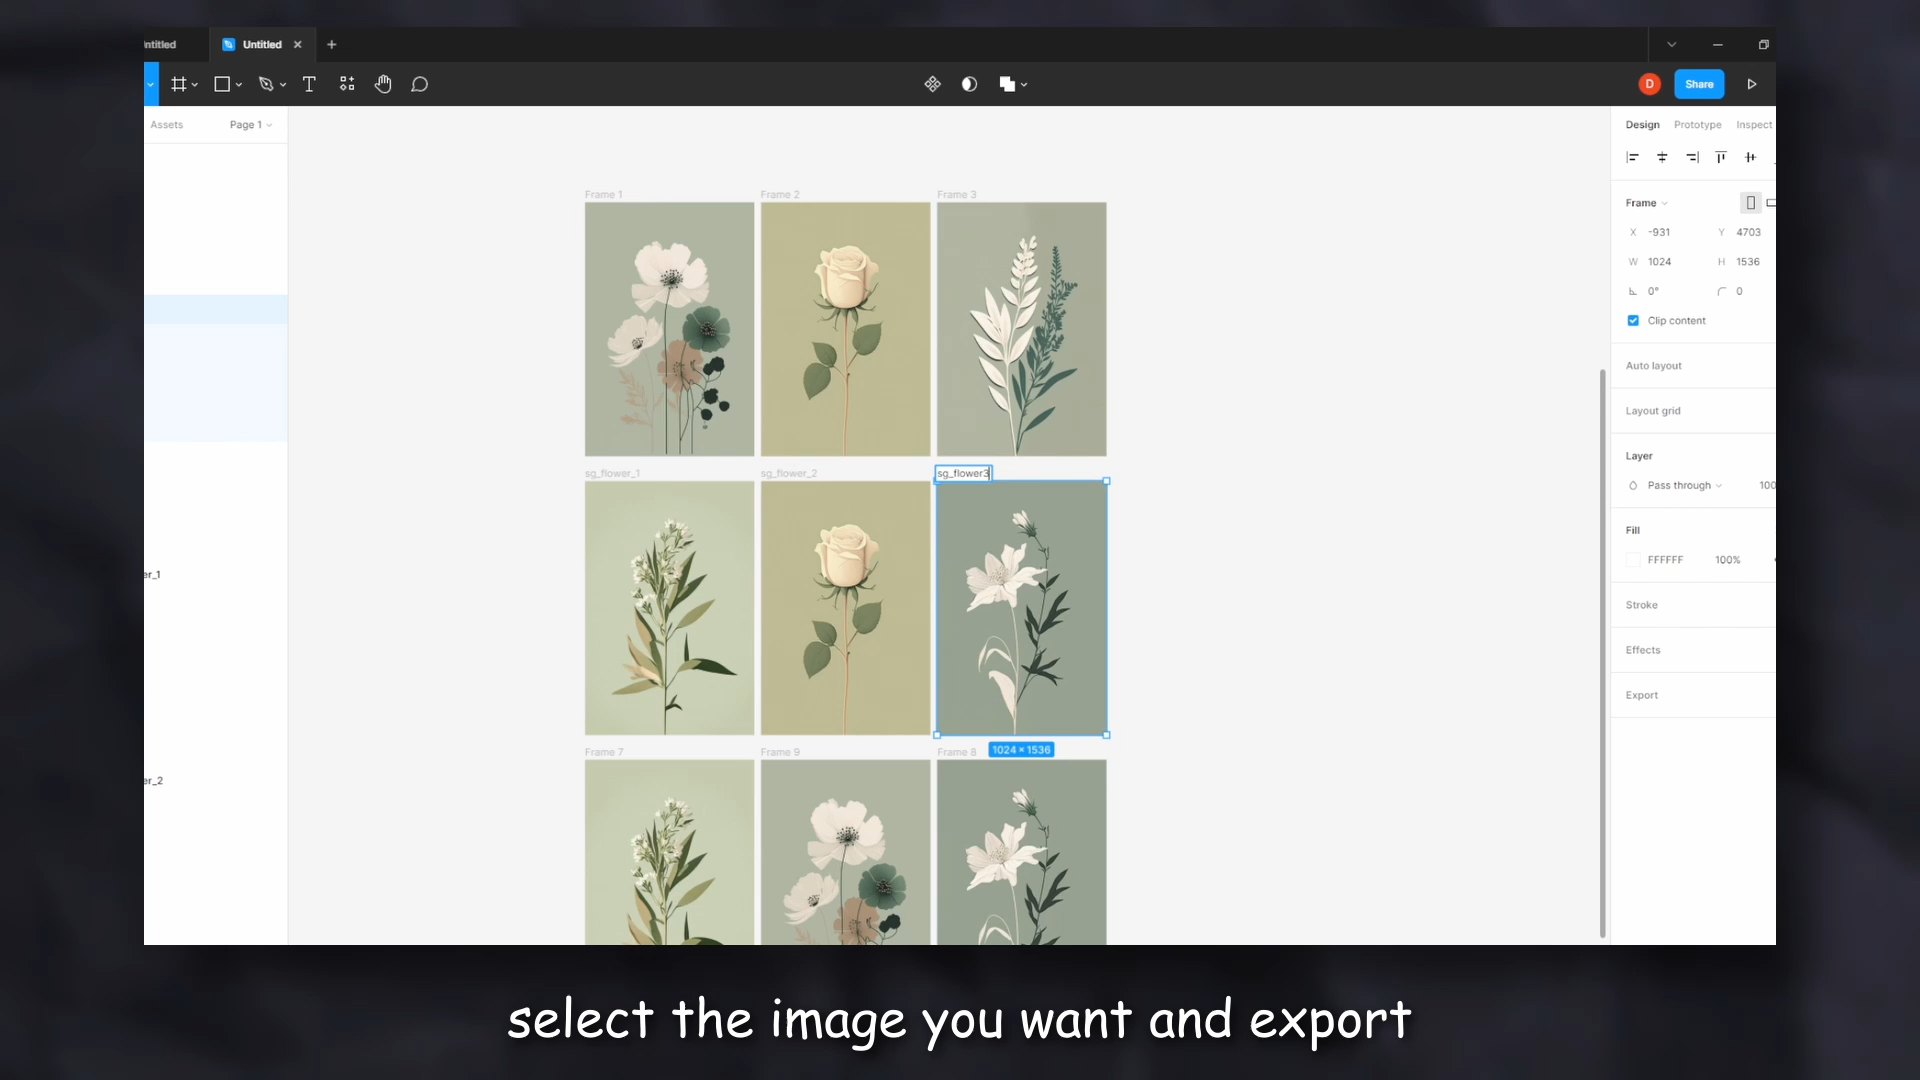 ntitled
Untitled
D
Share
Assets
Page 1
Design
Prototype
Inspect
Frame 1
Frame 2
Frame 3
Frame
X -931
Y 4703
W 1024
H 1536
0°
0
Clip content
Auto layout
Layout grid
Layer
sg_flower_1
sg_flower_2
sg_flower3
Pass through
100
Fill
FFFFFF
100%
er_1
Stroke
Effects
Export
Frame 7
Frame 9
Frame 8
1024 × 1536
er_2
select the image you want and export